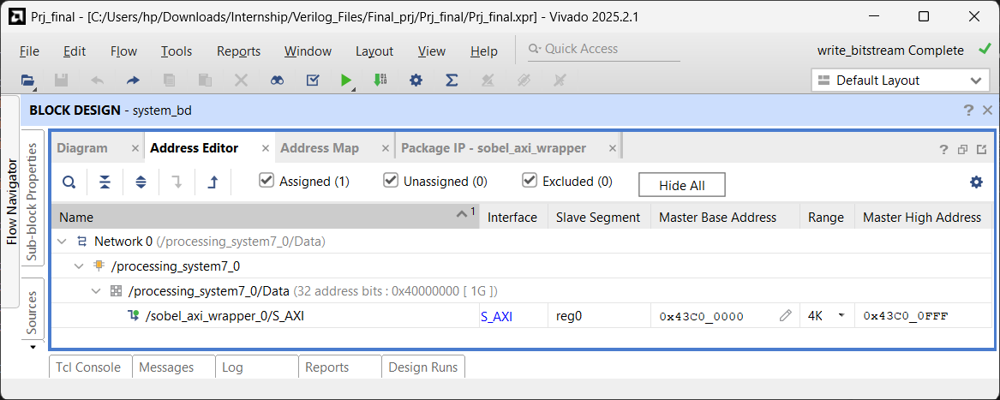 Prj_final - [C:/Users/hp/Downloads/Internship/Verilog_Files/Final_prj/Prj_final/Prj_final.xpr] - Vivado 2025.2.1
File Edit Flow Tools Reports Window Layout View Help Quick Access write_bitstream Complete
Default Layout
BLOCK DESIGN - system_bd
Flow Navigator
Sub-block Properties
Sources
Diagram Address Editor Address Map Package IP - sobel_axi_wrapper
Assigned (1) Unassigned (0) Excluded (0) Hide All
Name 1 Interface Slave Segment Master Base Address Range Master High Address
Network 0 (/processing_system7_0/Data)
/processing_system7_0
/processing_system7_0/Data (32 address bits : 0x40000000 [ 1G ])
/sobel_axi_wrapper_0/S_AXI S_AXI reg0 0x43C0_0000 4K 0x43C0_0FFF
Tcl Console Messages Log Reports Design Runs